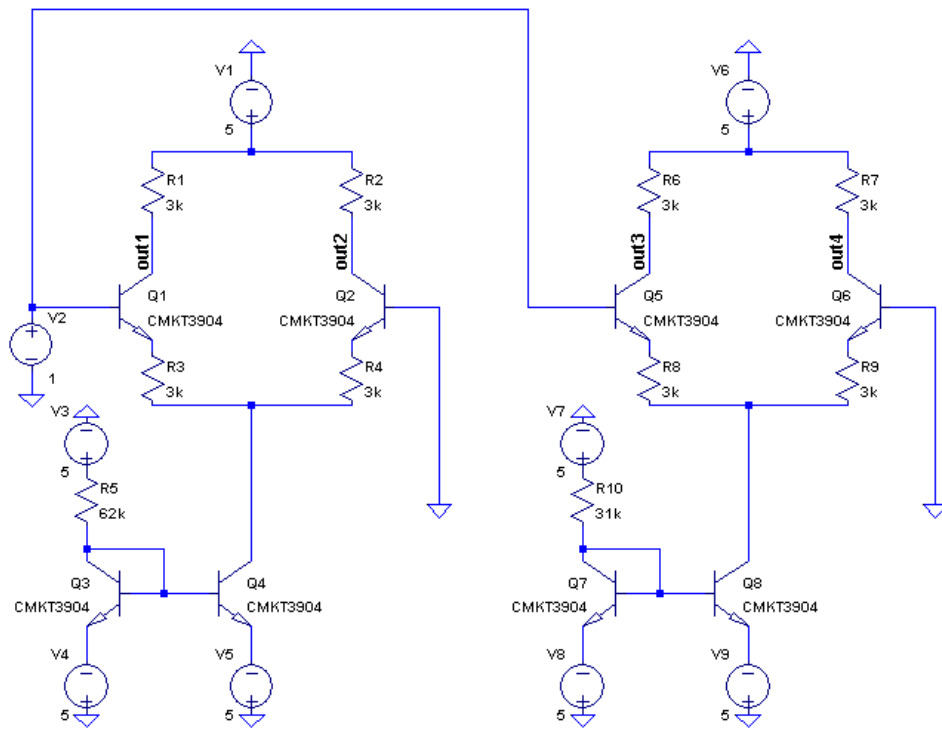 V1
5
V6
5
R1
3k
R2
3k
R6
3k
R7
3k
out1
out2
out3
out4
Q1
CMKT3904
Q2
CMKT3904
Q5
CMKT3904
Q6
CMKT3904
V2
1
R3
3k
R4
3k
R8
3k
R9
3k
V3
5
V7
5
R5
62k
R10
31k
Q3
CMKT3904
Q4
CMKT3904
Q7
CMKT3904
Q8
CMKT3904
V4
5
V5
5
V8
5
V9
5